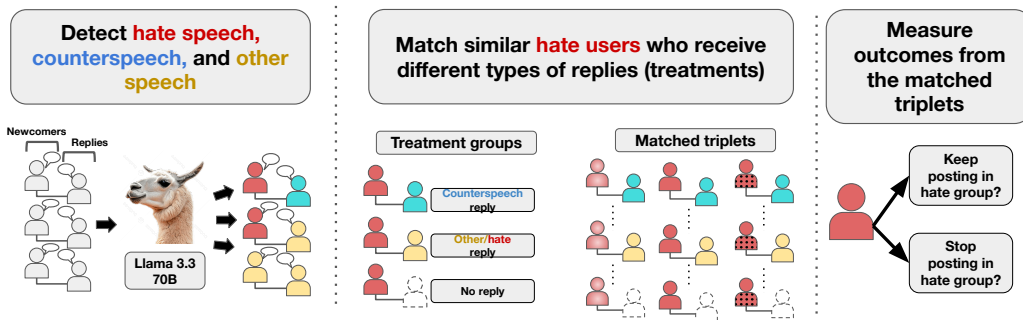 Detect hate speech,
counterspeech, and other
speech
Newcomers
Replies
Llama 3.3
70B
Match similar hate users who receive
different types of replies (treatments)
Treatment groups
Counterspeech
reply
Other/hate
reply
No reply
Matched triplets
Measure
outcomes from
the matched
triplets
Keep
posting in
hate group?
Stop
posting in
hate group?